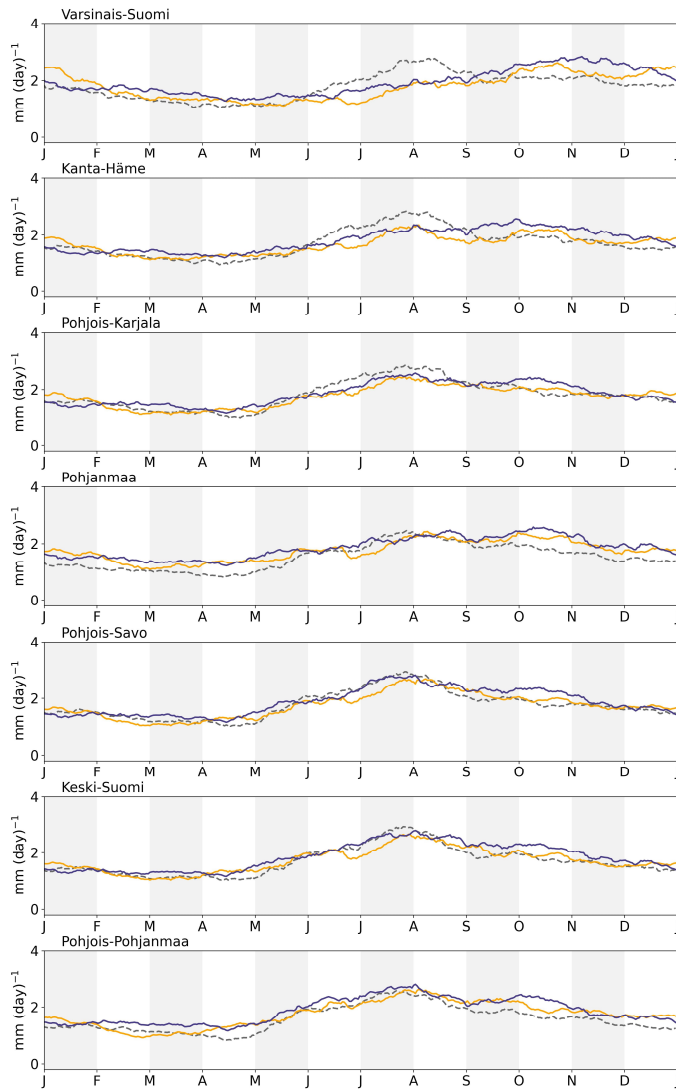 Varsinais-Suomi
4
mm (day)⁻¹
2
0
J F M A M J J A S O N D J
Kanta-Häme
4
mm (day)⁻¹
2
0
J F M A M J J A S O N D J
Pohjois-Karjala
4
mm (day)⁻¹
2
0
J F M A M J J A S O N D J
Pohjanmaa
4
mm (day)⁻¹
2
0
J F M A M J J A S O N D J
Pohjois-Savo
4
mm (day)⁻¹
2
0
J F M A M J J A S O N D J
Keski-Suomi
4
mm (day)⁻¹
2
0
J F M A M J J A S O N D J
Pohjois-Pohjanmaa
4
mm (day)⁻¹
2
0
J F M A M J J A S O N D J